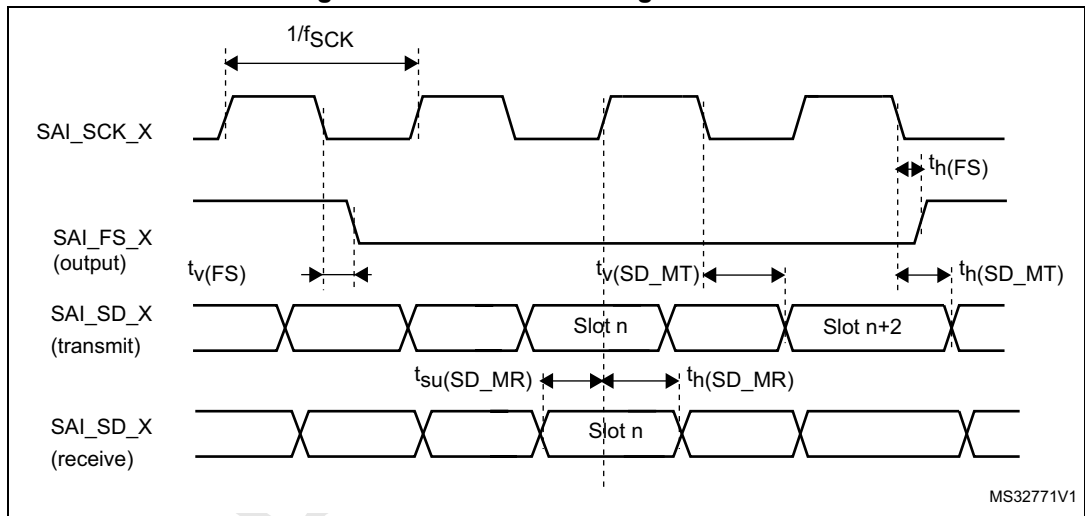 1/fSCK
SAI_SCK_X
th(FS)
SAI_FS_X
(output)
tv(FS)
tv(SD_MT)
th(SD_MT)
SAI_SD_X
(transmit)
Slot n
Slot n+2
tsu(SD_MR)
th(SD_MR)
SAI_SD_X
(receive)
Slot n
MS32771V1